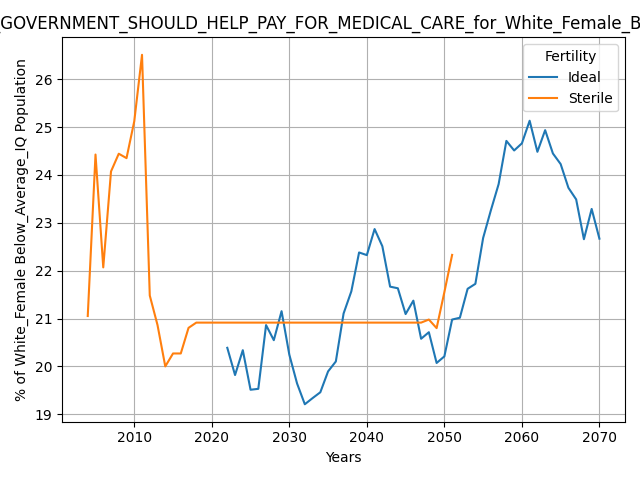 _GOVERNMENT_SHOULD_HELP_PAY_FOR_MEDICAL_CARE_for_White_Female_B
% of White_Female Below_Average_IQ Population
26
25
24
23
22
21
20
19
Fertility
Ideal
Sterile
2010 2020 2030 2040 2050 2060 2070
Years